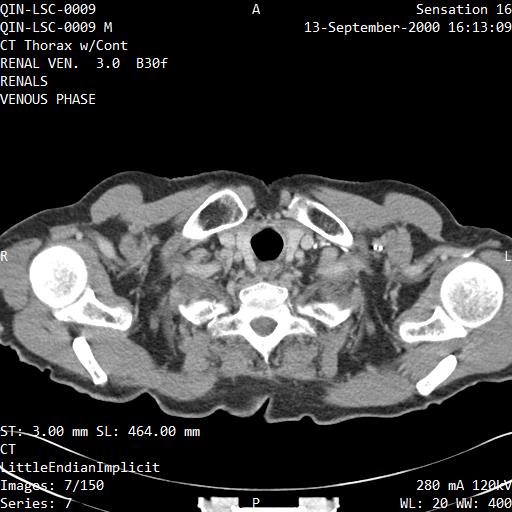 QIN-LSC-0009
A
Sensation 16
QIN-LSC-0009 M
13-September-2000 16:13:09
CT Thorax w/Cont
RENAL VEN. 3.0 B30f
RENALS
VENOUS PHASE
R
L
ST: 3.00 mm SL: 464.00 mm
CT
LittleEndianImplicit
Images: 7/150
280 mA 120kV
Series: 7
P
WL: 20 WW: 400